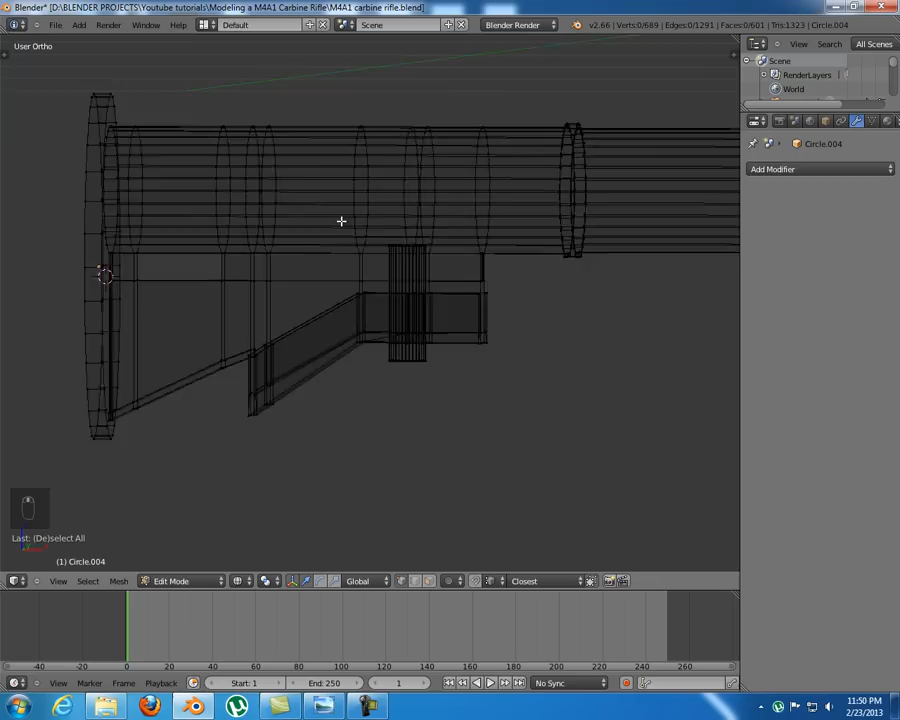 Blender* [D:\BLENDER PROJECTS\Youtube tutorials\Modeling a M4A1 Carbine Rifle\M4A1 carbine rifle.blend]
File Add Render Window Help Default Scene Blender Render v2.66 | Verts:0/689 | Edges:0/1291 | Faces:0/601 | Tris:1323 | Circle.004
User Ortho
View Search All Scenes
Scene
RenderLayers
World
Circle.004
Add Modifier
Last: (De)select All
(1) Circle.004
View Select Mesh Edit Mode Global Closest
-40 -20 0 20 40 60 80 100 120 140 160 180 200 220 240 260
View Marker Frame Playback Start: 1 End: 250 1 No Sync
11:50 PM
2/23/2013